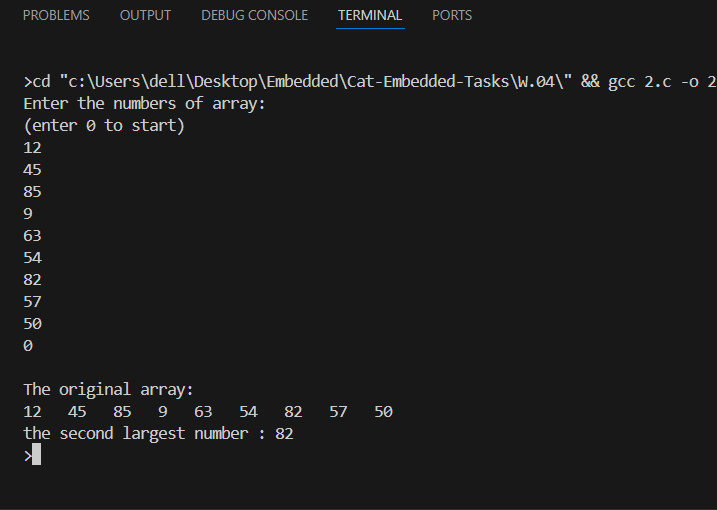 PROBLEMS OUTPUT DEBUG CONSOLE TERMINAL PORTS
>cd "c:\Users\dell\Desktop\Embedded\Cat-Embedded-Tasks\W.04\" && gcc 2.c -o 2
Enter the numbers of array:
(enter 0 to start)
12
45
85
9
63
54
82
57
50
0
The original array:
12 45 85 9 63 54 82 57 50
the second largest number : 82
>